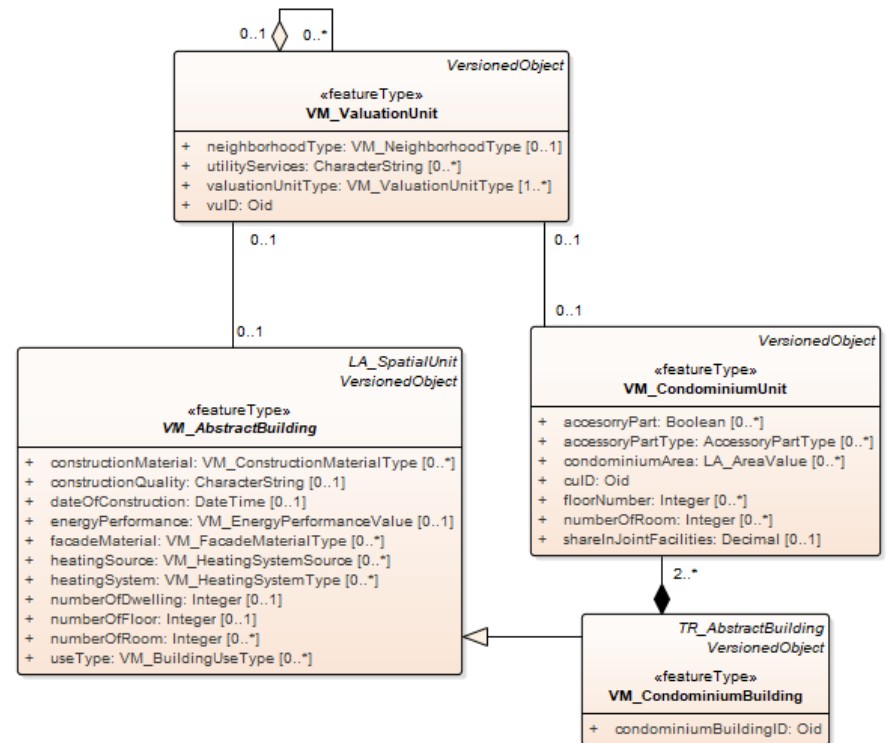 0..1 0..*
VersionedObject
«featureType»
VM_ValuationUnit
+ neighborhoodType: VM_NeighborhoodType [0..1]
+ utilityServices: CharacterString [0..*]
+ valuationUnitType: VM_ValuationUnitType [1..*]
+ vuID: Oid
0..1
0..1
0..1
0..1
LA_SpatialUnit
VersionedObject
«featureType»
VM_AbstractBuilding
+ constructionMaterial: VM_ConstructionMaterialType [0..*]
+ constructionQuality: CharacterString [0..1]
+ dateOfConstruction: DateTime [0..1]
+ energyPerformance: VM_EnergyPerformanceValue [0..1]
+ facadeMaterial: VM_FacadeMaterialType [0..*]
+ heatingSource: VM_HeatingSystemSource [0..*]
+ heatingSystem: VM_HeatingSystemType [0..*]
+ numberOfDwelling: Integer [0..1]
+ numberOfFloor: Integer [0..1]
+ numberOfRoom: Integer [0..*]
+ useType: VM_BuildingUseType [0..*]
VersionedObject
«featureType»
VM_CondominiumUnit
+ accesorryPart: Boolean [0..*]
+ accessoryPartType: AccessoryPartType [0..*]
+ condominiumArea: LA_AreaValue [0..*]
+ cuID: Oid
+ floorNumber: Integer [0..*]
+ numberOfRoom: Integer [0..*]
+ shareInJointFacilities: Decimal [0..1]
2..*
TR_AbstractBuilding
VersionedObject
«featureType»
VM_CondominiumBuilding
+ condominiumBuildingID: Oid